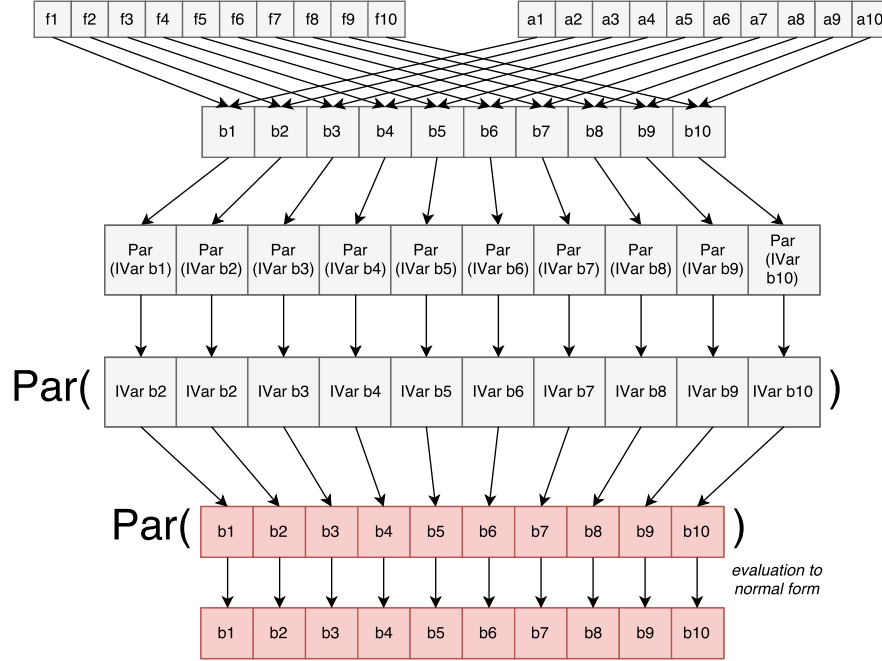 f1 f2 f3 f4 f5 f6 f7 f8 f9 f10 a1 a2 a3 a4 a5 a6 a7 a8 a9 a10
b1 b2 b3 b4 b5 b6 b7 b8 b9 b10
Par
(IVar b1)
Par
(IVar b2)
Par
(IVar b3)
Par
(IVar b4)
Par
(IVar b5)
Par
(IVar b6)
Par
(IVar b7)
Par
(IVar b8)
Par
(IVar b9)
Par
(IVar
b10)
Par( IVar b2 IVar b2 IVar b3 IVar b4 IVar b5 IVar b6 IVar b7 IVar b8 IVar b9 IVar b10 )
Par( b1 b2 b3 b4 b5 b6 b7 b8 b9 b10 )
evaluation to
normal form
b1 b2 b3 b4 b5 b6 b7 b8 b9 b10